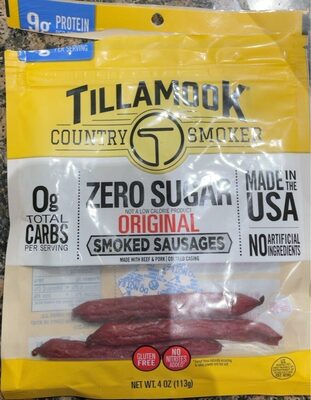 9g PROTEIN
PER SERVING
TILLAMOOK
COUNTRY SMOKER
0g
TOTAL
CARBS
PER SERVING
ZERO SUGAR
NOT A LOW CALORIE PRODUCT
ORIGINAL
SMOKED SAUSAGES
MADE WITH BEEF & PORK | COLLAGEN CASING
MADE IN THE
USA
NO ARTIFICIAL
INGREDIENTS
GLUTEN
FREE
NO
NITRITES
ADDED
NET WT. 4 OZ (113g)